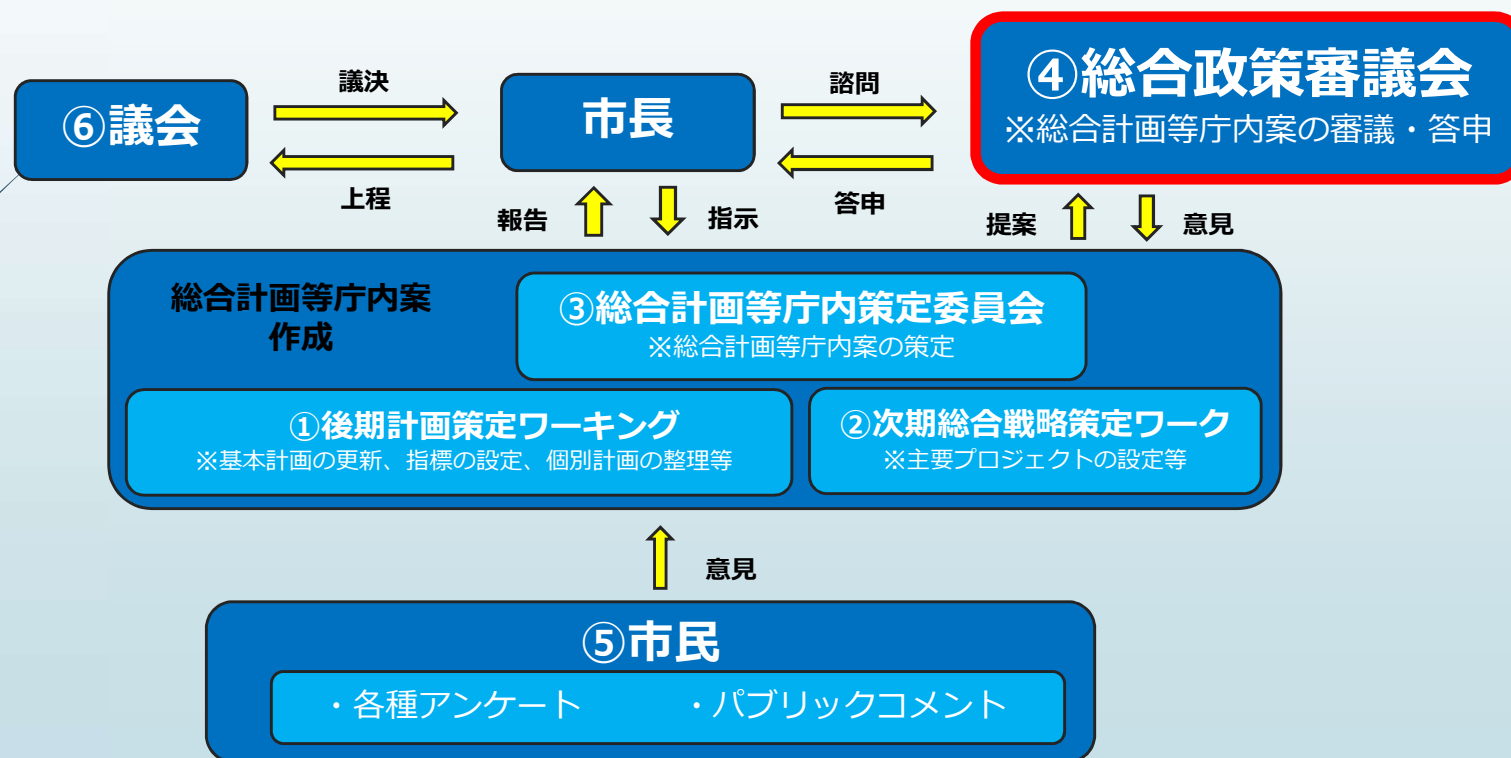 ⑥議会
議決
上程
市長
諮問
答申
④総合政策審議会
※総合計画等庁内案の審議・答申
報告
指示
提案
意見
総合計画等庁内案
作成
③総合計画等庁内策定委員会
※総合計画等庁内案の策定
①後期計画策定ワーキング
※基本計画の更新、指標の設定、個別計画の整理等
②次期総合戦略策定ワーク
※主要プロジェクトの設定等
意見
⑤市民
・各種アンケート ・パブリックコメント